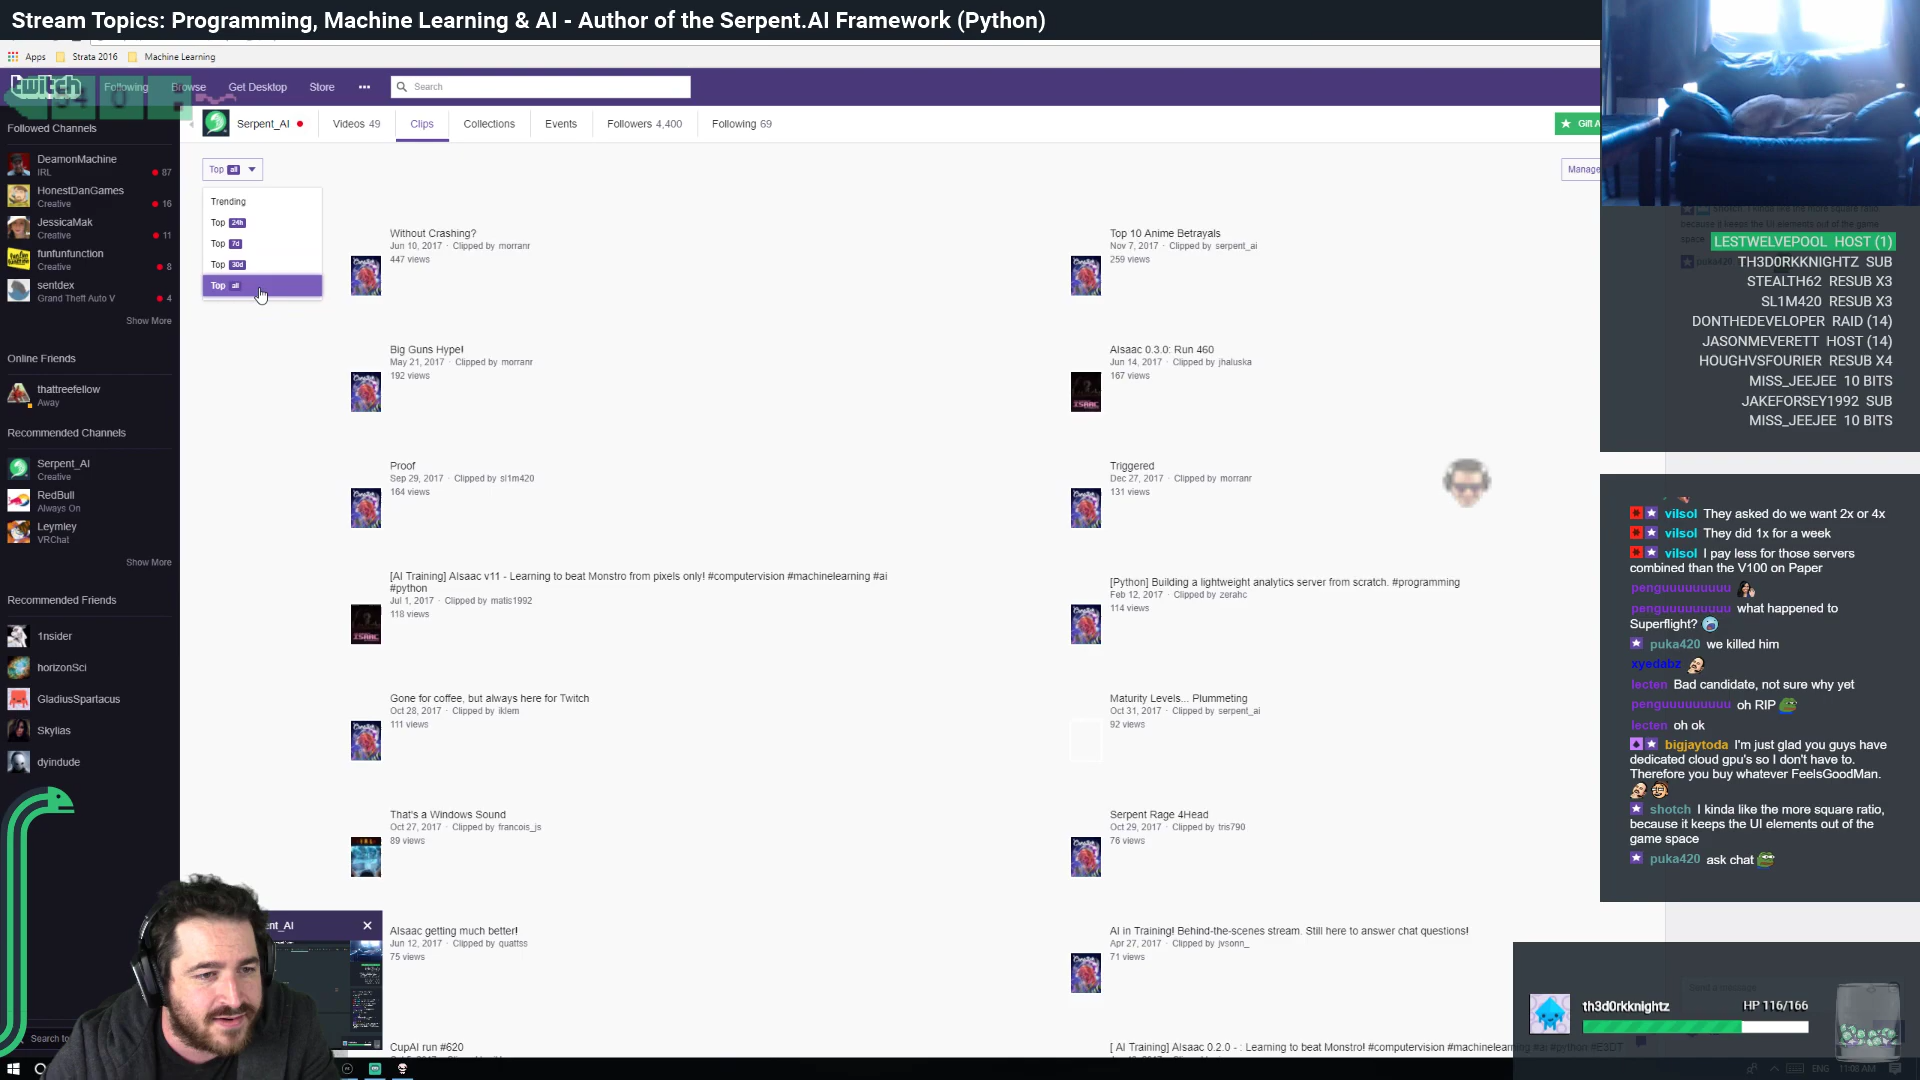 Stream Topics: Programming, Machine Learning & AI - Author of the Serpent.AI Framework (Python)
Apps
Strata 2016
Machine Learning
twitch
Following
Browse
Get Desktop
Store
Search
Serpent_AI
Videos 49
Clips
Collections
Events
Followers 4,400
Following 69
Gift A
Followed Channels
DeamonMachine
IRL
87
HonestDanGames
Creative
16
JessicaMak
Creative
11
funfunfunction
Creative
8
sentdex
Grand Theft Auto V
4
Show More
Online Friends
thattreefellow
Away
Recommended Channels
Serpent_AI
Creative
RedBull
Always On
Leymley
VRChat
Show More
Recommended Friends
1nsider
horizonSci
GladiusSpartacus
Skylias
dyindude
Search to
Top all
Trending
Top 24h
Top 7d
Top 30d
Top all
Manage
Without Crashing?
Jun 10, 2017 · Clipped by morranr
447 views
Top 10 Anime Betrayals
Nov 7, 2017 · Clipped by serpent_ai
259 views
Big Guns Hype!
May 21, 2017 · Clipped by morranr
192 views
AIsaac 0.3.0: Run 460
Jun 14, 2017 · Clipped by jhaluska
167 views
Proof
Sep 29, 2017 · Clipped by sl1m420
164 views
Triggered
Dec 27, 2017 · Clipped by morranr
131 views
[AI Training] AIsaac v11 - Learning to beat Monstro from pixels only! #computervision #machinelearning #ai
#python
Jul 1, 2017 · Clipped by matis1992
118 views
[Python] Building a lightweight analytics server from scratch. #programming
Feb 12, 2017 · Clipped by zerahc
114 views
Gone for coffee, but always here for Twitch
Oct 28, 2017 · Clipped by iklem
111 views
Maturity Levels... Plummeting
Oct 31, 2017 · Clipped by serpent_ai
92 views
That's a Windows Sound
Oct 27, 2017 · Clipped by francois_js
89 views
Serpent Rage 4Head
Oct 29, 2017 · Clipped by tris790
76 views
nt_AI
AIsaac getting much better!
Jun 12, 2017 · Clipped by quattss
75 views
AI in Training! Behind-the-scenes stream. Still here to answer chat questions!
Apr 27, 2017 · Clipped by jvsonn_
71 views
CupAI run #620
[ AI Training] AIsaac 0.2.0 - : Learning to beat Monstro! #computervision #machinelearning #ai #python #E3DT
LESTWELVEPOOL HOST (1)
TH3D0RKKNIGHTZ SUB
STEALTH62 RESUB X3
SL1M420 RESUB X3
DONTHEDEVELOPER RAID (14)
JASONMEVERETT HOST (14)
HOUGHVSFOURIER RESUB X4
MISS_JEEJEE 10 BITS
JAKEFORSEY1992 SUB
MISS_JEEJEE 10 BITS
vilsol They asked do we want 2x or 4x
vilsol They did 1x for a week
vilsol I pay less for those servers
combined than the V100 on Paper
penguuuuuuuuu
penguuuuuuuuu what happened to
Superflight?
puka420 we killed him
xyedabz
lecten Bad candidate, not sure why yet
penguuuuuuuuu oh RIP
lecten oh ok
bigjaytoda I'm just glad you guys have
dedicated cloud gpu's so I don't have to.
Therefore you buy whatever FeelsGoodMan.
shotch I kinda like the more square ratio,
because it keeps the UI elements out of the
game space
puka420 ask chat
th3d0rkknightz
HP 116/166
ENG
11:08 AM